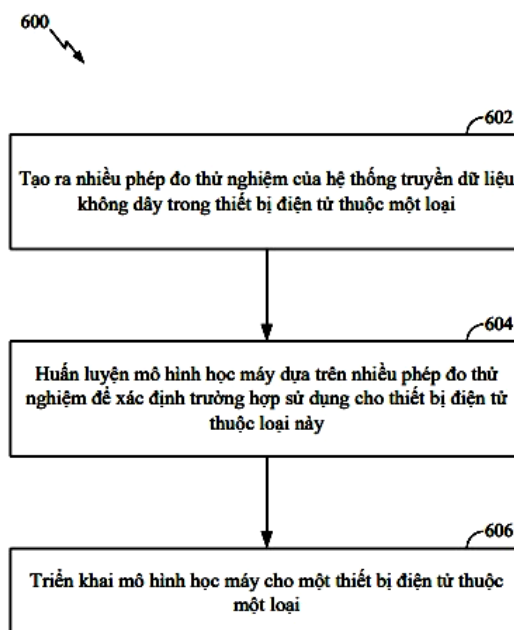 600
602
Tạo ra nhiều phép đo thử nghiệm của hệ thống truyền dữ liệu
không dây trong thiết bị điện tử thuộc một loại
604
Huấn luyện mô hình học máy dựa trên nhiều phép đo thử
nghiệm để xác định trường hợp sử dụng cho thiết bị điện tử
thuộc loại này
606
Triển khai mô hình học máy cho một thiết bị điện tử thuộc
một loại